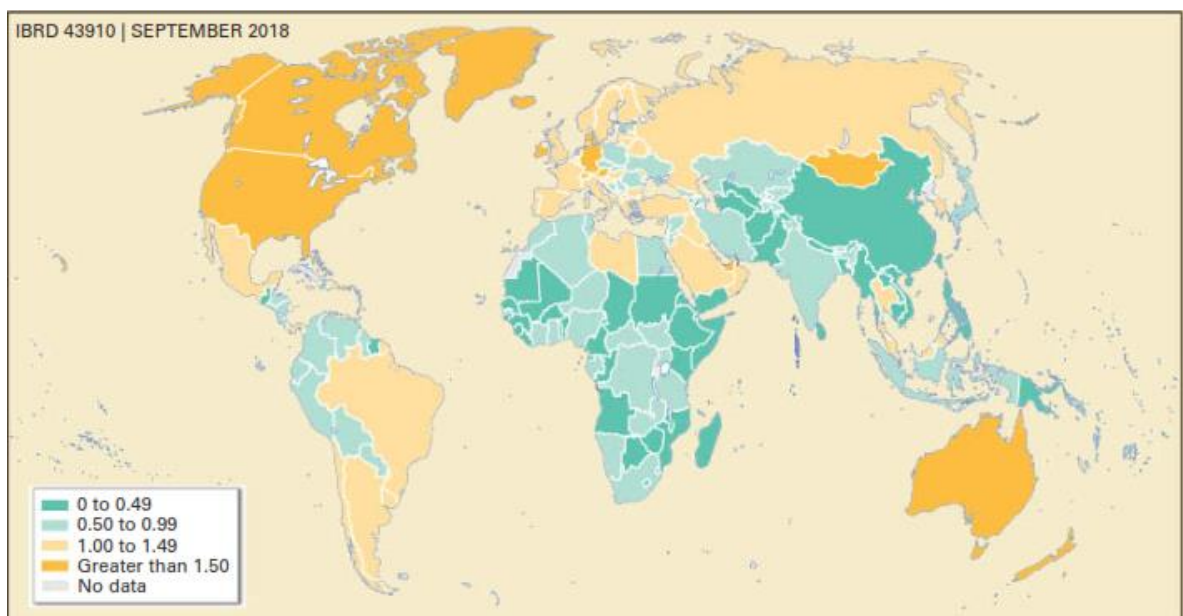 IBRD 43910 | SEPTEMBER 2018
0 to 0.49
0.50 to 0.99
1.00 to 1.49
Greater than 1.50
No data